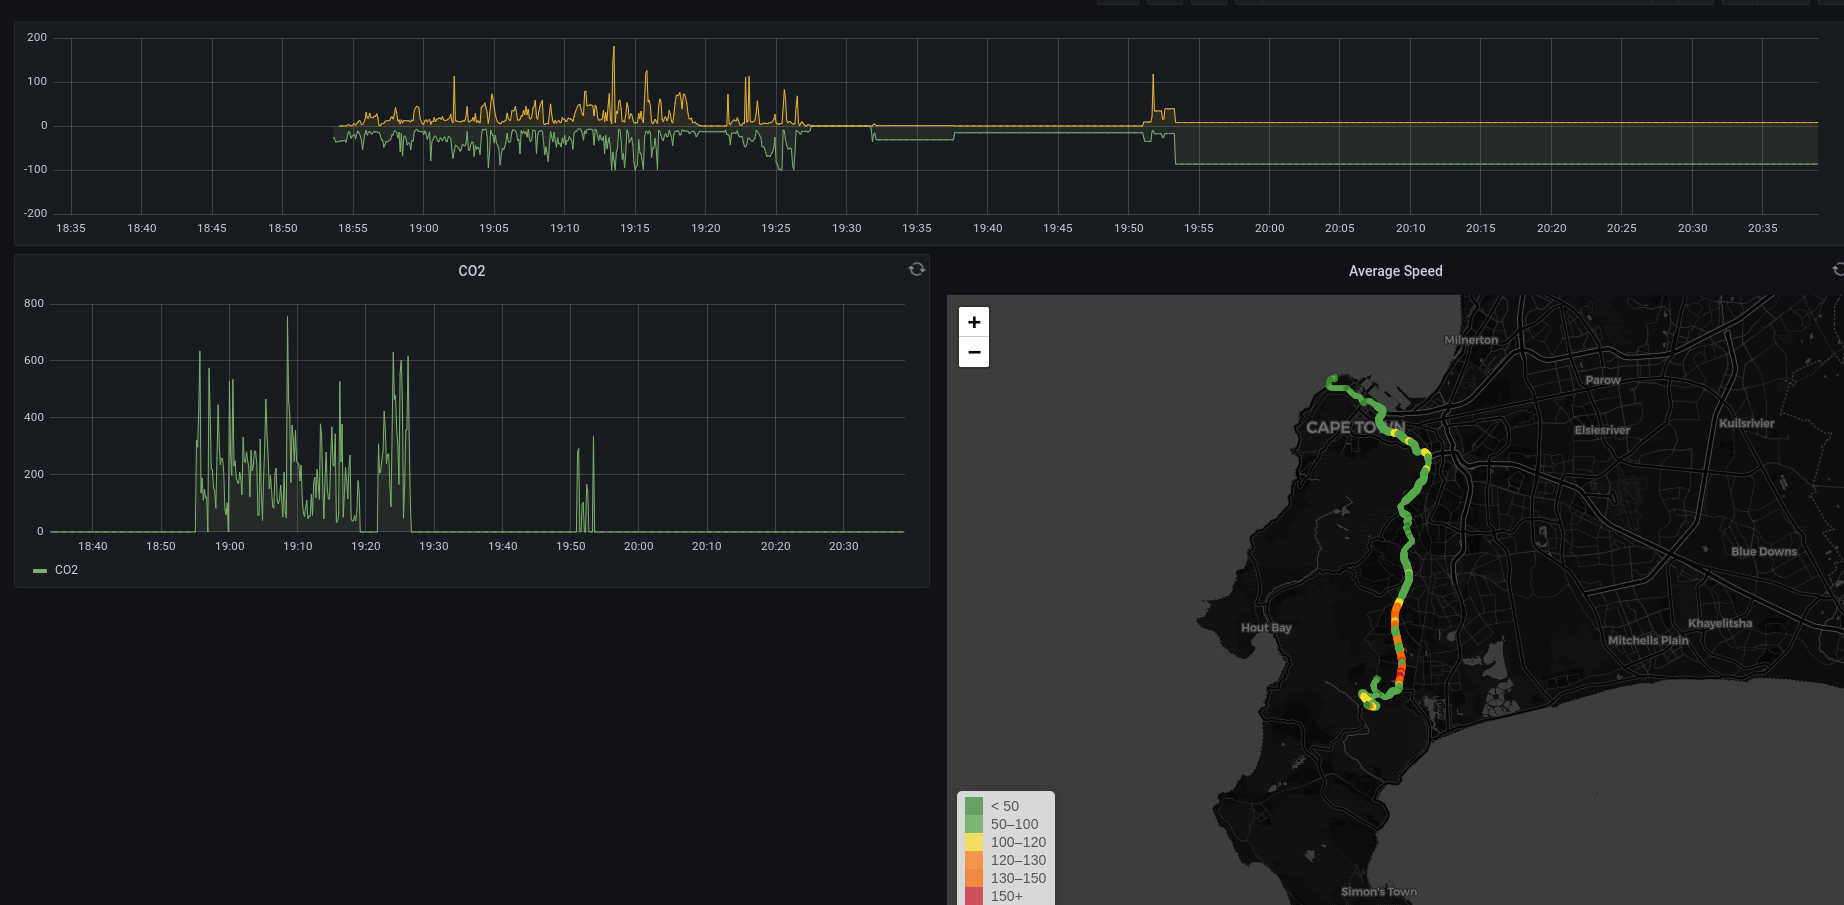 200
100
0
-100
-200
18:35 18:40 18:45 18:50 18:55 19:00 19:05 19:10 19:15 19:20 19:25 19:30 19:35 19:40 19:45 19:50 19:55 20:00 20:05 20:10 20:15 20:20 20:25 20:30 20:35
CO2
800
600
400
200
0
18:40 18:50 19:00 19:10 19:20 19:30 19:40 19:50 20:00 20:10 20:20 20:30
CO2
Average Speed
+
−
Milnerton
Parow
CAPE TOWN
Elsiesriver
Kuilsrivier
Blue Downs
Hout Bay
Khayelitsha
Mitchells Plain
Simon's Town
< 50
50–100
100–120
120–130
130–150
150+